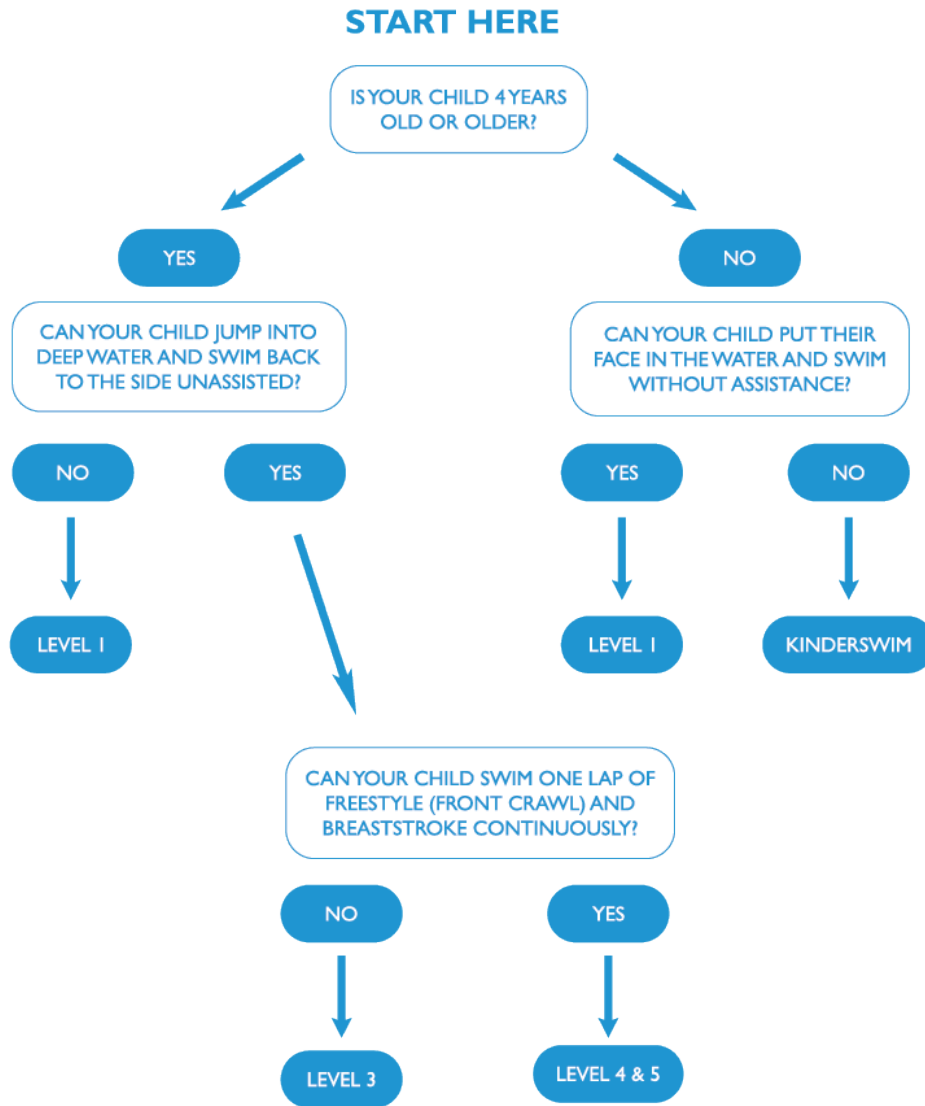 START HERE
IS YOUR CHILD 4 YEARS
OLD OR OLDER?
YES
NO
CAN YOUR CHILD JUMP INTO
DEEP WATER AND SWIM BACK
TO THE SIDE UNASSISTED?
CAN YOUR CHILD PUT THEIR
FACE IN THE WATER AND SWIM
WITHOUT ASSISTANCE?
NO
YES
YES
NO
LEVEL 1
LEVEL 1
KINDERSWIM
CAN YOUR CHILD SWIM ONE LAP OF
FREESTYLE (FRONT CRAWL) AND
BREASTSTROKE CONTINUOUSLY?
NO
YES
LEVEL 3
LEVEL 4 & 5